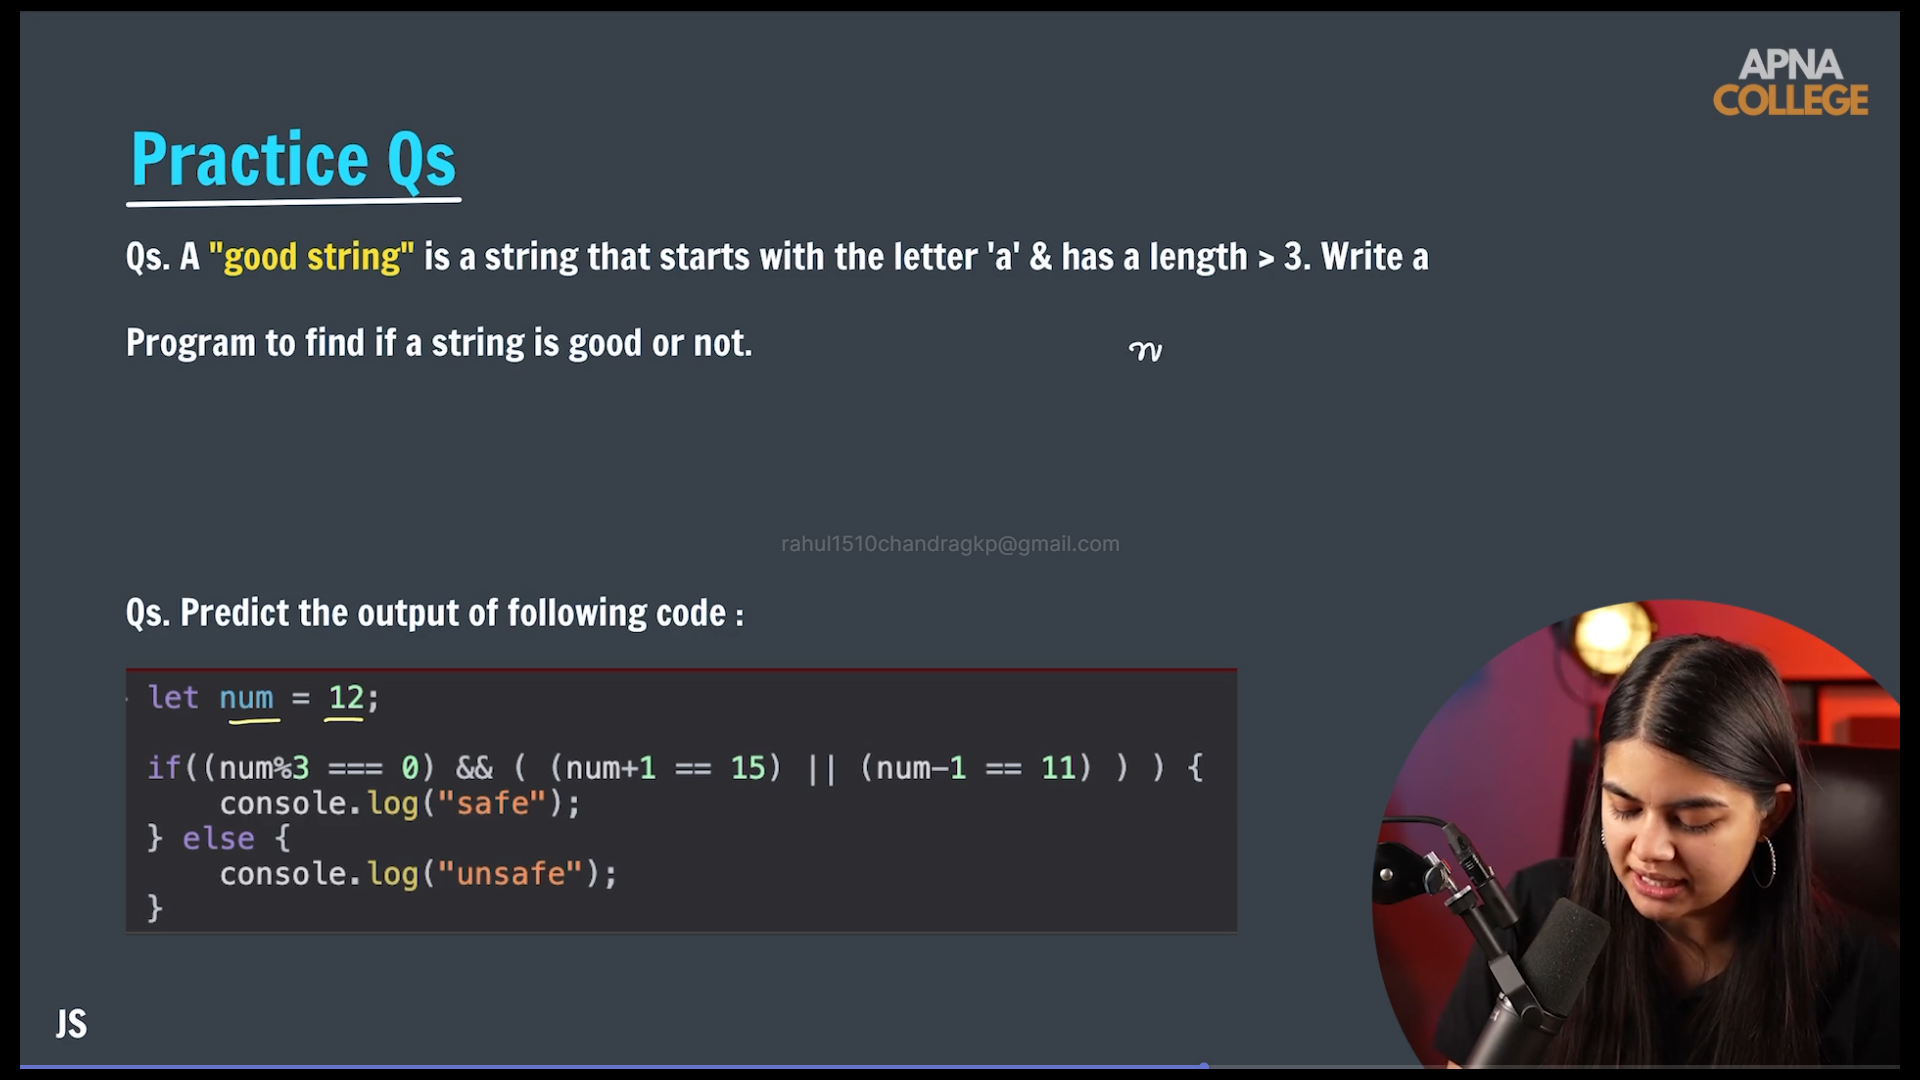 APNA
COLLEGE
Practice Qs
Qs. A "good string" is a string that starts with the letter 'a' & has a length > 3. Write a
Program to find if a string is good or not.
rahul1510chandragkp@gmail.com
Qs. Predict the output of following code :
let num = 12;
if((num%3 === 0) && ( (num+1 == 15) || (num-1 == 11) ) ) {
    console.log("safe");
} else {
    console.log("unsafe");
}
JS